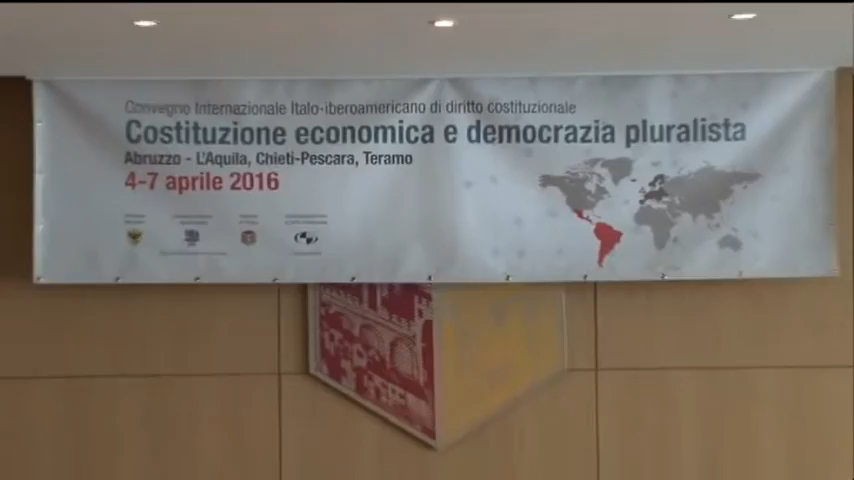 Convegno Internazionale Italo-iberoamericano di diritto costituzionale
Costituzione economica e democrazia pluralista
Abruzzo - L'Aquila, Chieti-Pescara, Teramo
4-7 aprile 2016